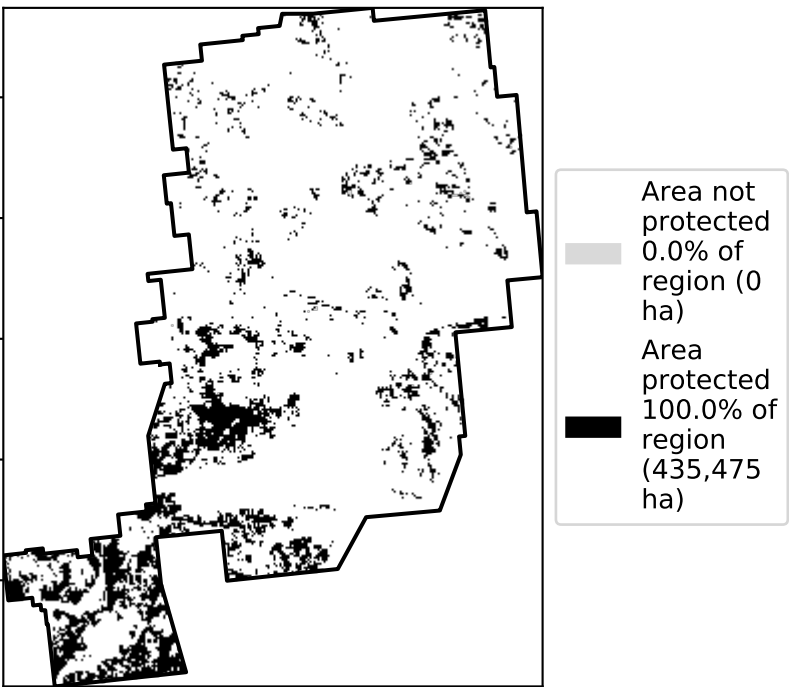 Area not
protected
0.0% of
region (0
ha)
Area
protected
100.0% of
region
(435,475
ha)